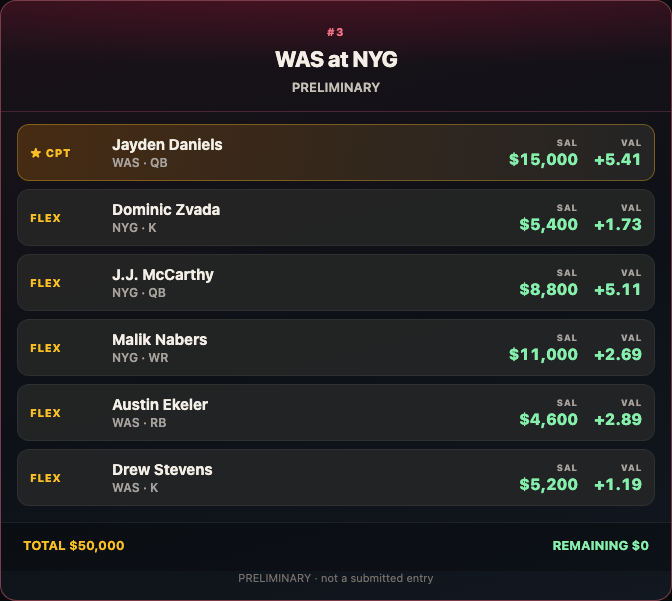 #3
WAS at NYG
PRELIMINARY
★ CPT
Jayden Daniels
WAS · QB
SAL
$15,000
VAL
+5.41
FLEX
Dominic Zvada
NYG · K
SAL
$5,400
VAL
+1.73
FLEX
J.J. McCarthy
NYG · QB
SAL
$8,800
VAL
+5.11
FLEX
Malik Nabers
NYG · WR
SAL
$11,000
VAL
+2.69
FLEX
Austin Ekeler
WAS · RB
SAL
$4,600
VAL
+2.89
FLEX
Drew Stevens
WAS · K
SAL
$5,200
VAL
+1.19
TOTAL $50,000
REMAINING $0
PRELIMINARY · not a submitted entry